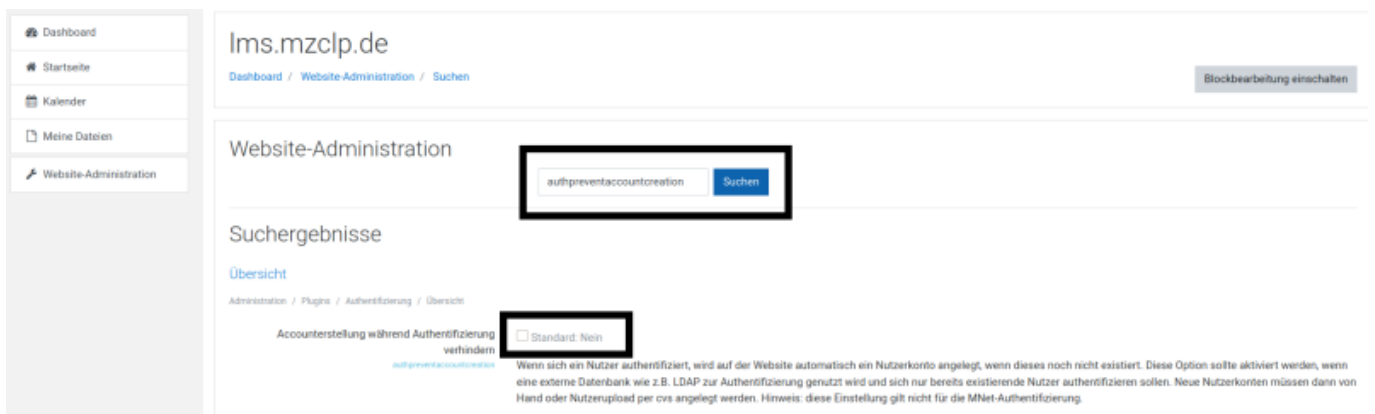 Dashboard
Startseite
Kalender
Meine Dateien
Website-Administration
lms.mzclp.de
Dashboard / Website-Administration / Suchen
Blockbearbeitung einschalten
Website-Administration
authpreventaccountcreation Suchen
Suchergebnisse
Übersicht
Administration / Plugins / Authentifizierung / Übersicht
Accounterstellung während Authentifizierung
verhindern
authpreventaccountcreation
Standard: Nein
Wenn sich ein Nutzer authentifiziert, wird auf der Website automatisch ein Nutzerkonto angelegt, wenn dieses noch nicht existiert. Diese Option sollte aktiviert werden, wenn
eine externe Datenbank wie z.B. LDAP zur Authentifizierung genutzt wird und sich nur bereits existierende Nutzer authentifizieren sollen. Neue Nutzerkonten müssen dann von
Hand oder Nutzerupload per cvs angelegt werden. Hinweis: diese Einstellung gilt nicht für die MNet-Authentifizierung.